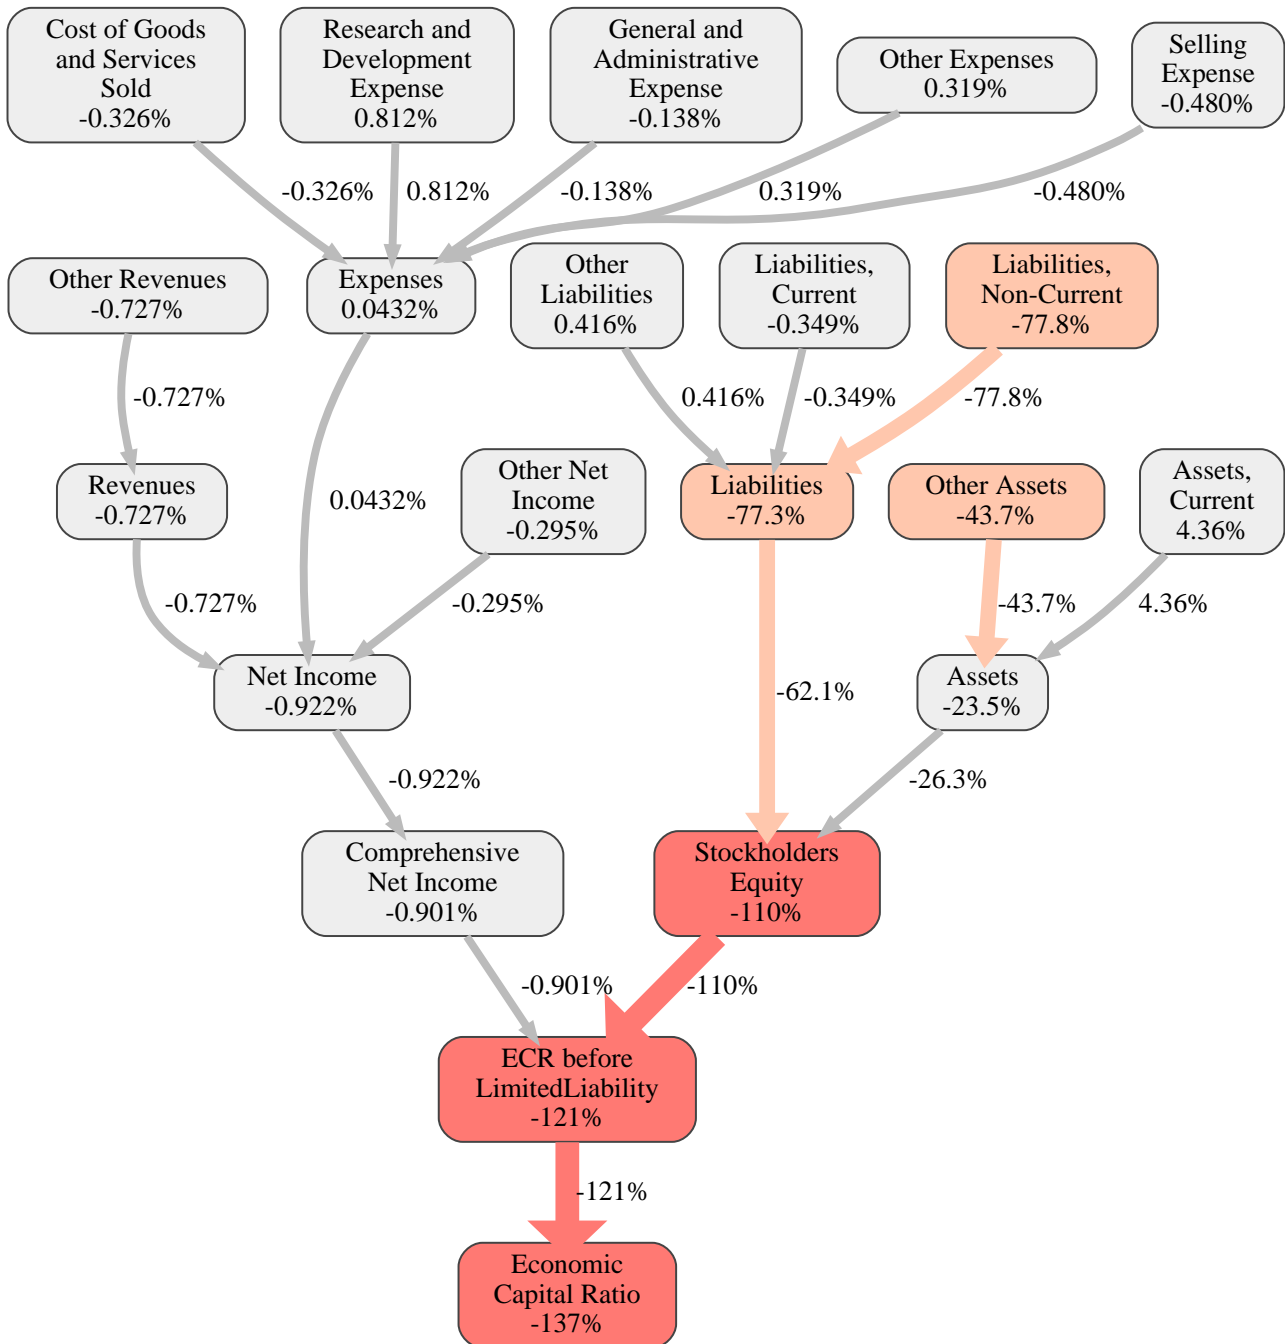 Cost of Goods
and Services
Sold
-0.326%
Research and
Development
Expense
0.812%
General and
Administrative
Expense
-0.138%
Other Expenses
0.319%
Selling
Expense
-0.480%
-0.326%
0.812%
-0.138%
0.319%
-0.480%
Other Revenues
-0.727%
Expenses
0.0432%
Other
Liabilities
0.416%
Liabilities,
Current
-0.349%
Liabilities,
Non-Current
-77.8%
-0.727%
0.416%
-0.349%
-77.8%
Revenues
-0.727%
0.0432%
Other Net
Income
-0.295%
Liabilities
-77.3%
Other Assets
-43.7%
Assets,
Current
4.36%
-0.727%
-0.295%
-43.7%
4.36%
Net Income
-0.922%
-62.1%
Assets
-23.5%
-0.922%
-26.3%
Comprehensive
Net Income
-0.901%
Stockholders
Equity
-110%
-0.901%
-110%
ECR before
LimitedLiability
-121%
-121%
Economic
Capital Ratio
-137%